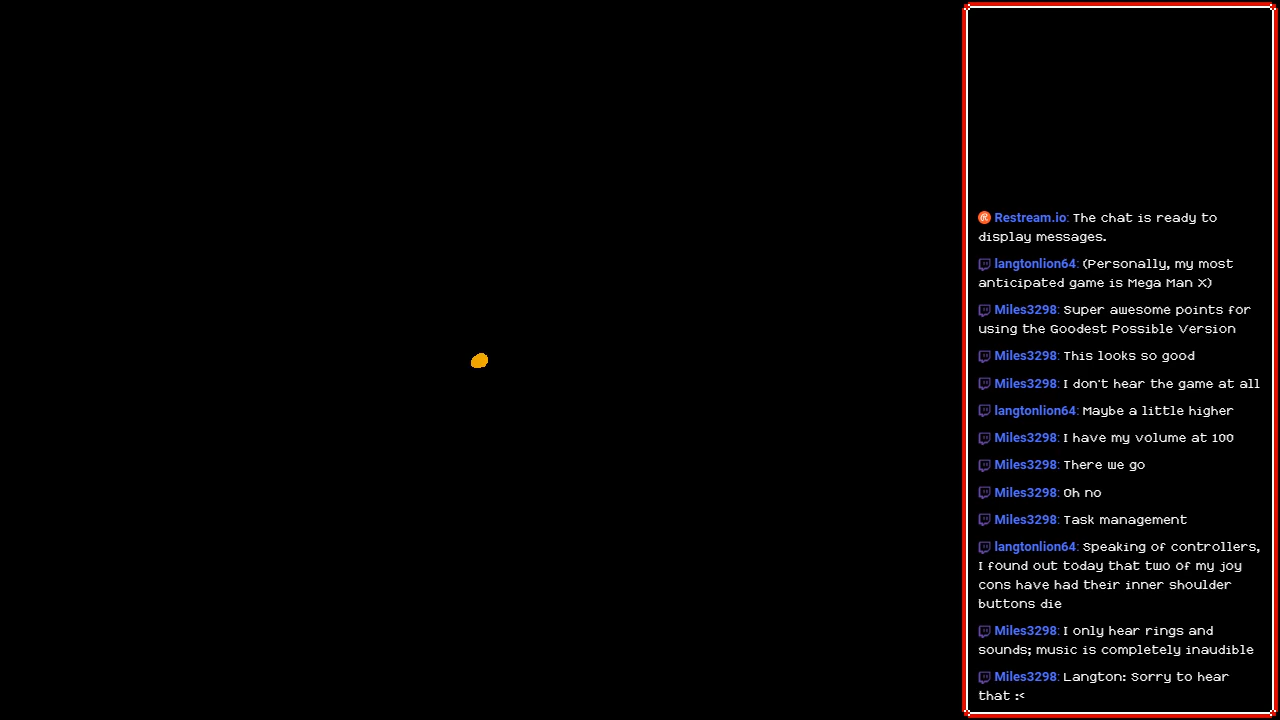 Restream.io: The chat is ready to
display messages.
langtonlion64: (Personally, my most
anticipated game is Mega Man X)
Miles3298: Super awesome points for
using the Goodest Possible Version
Miles3298: This looks so good
Miles3298: I don't hear the game at all
langtonlion64: Maybe a little higher
Miles3298: I have my volume at 100
Miles3298: There we go
Miles3298: Oh no
Miles3298: Task management
langtonlion64: Speaking of controllers,
I found out today that two of my joy
cons have had their inner shoulder
buttons die
Miles3298: I only hear rings and
sounds; music is completely inaudible
Miles3298: Langton: Sorry to hear
that :<